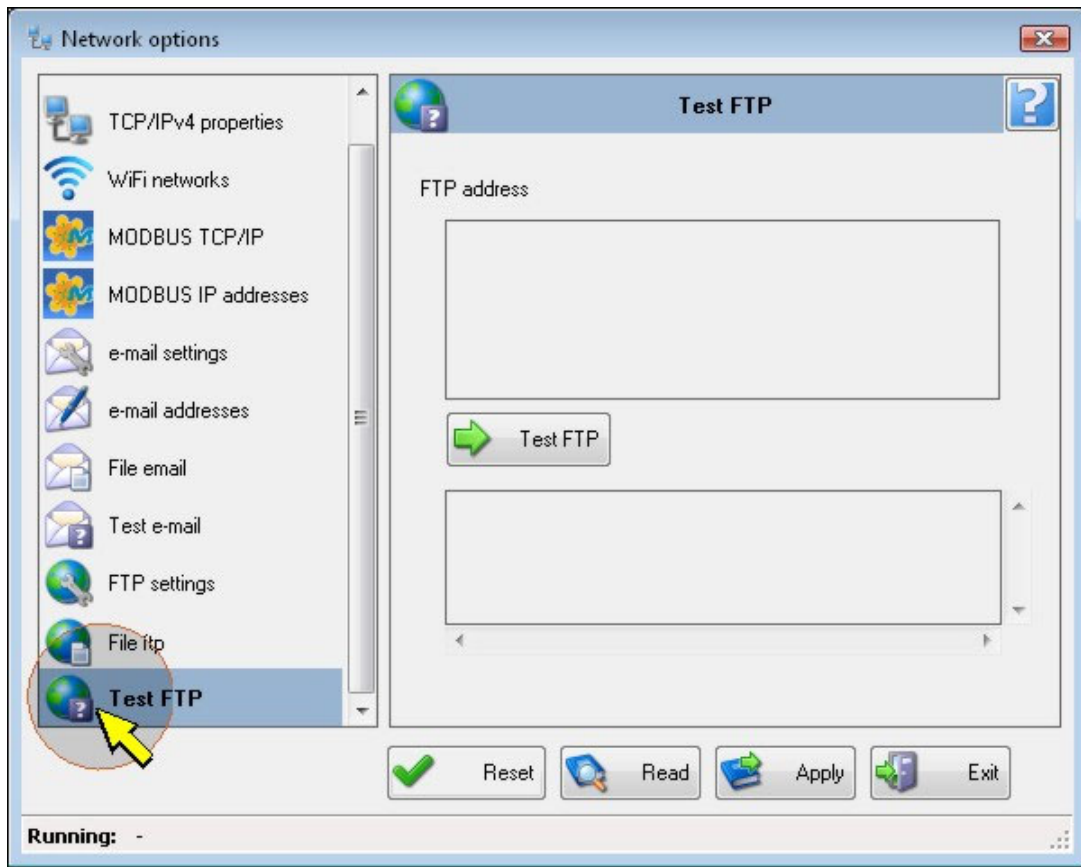 Network options
TCP/IPv4 properties
WiFi networks
MODBUS TCP/IP
MODBUS IP addresses
e-mail settings
e-mail addresses
File email
Test e-mail
FTP settings
File ftp
Test FTP
Test FTP
FTP address
Test FTP
Reset
Read
Apply
Exit
Running: -